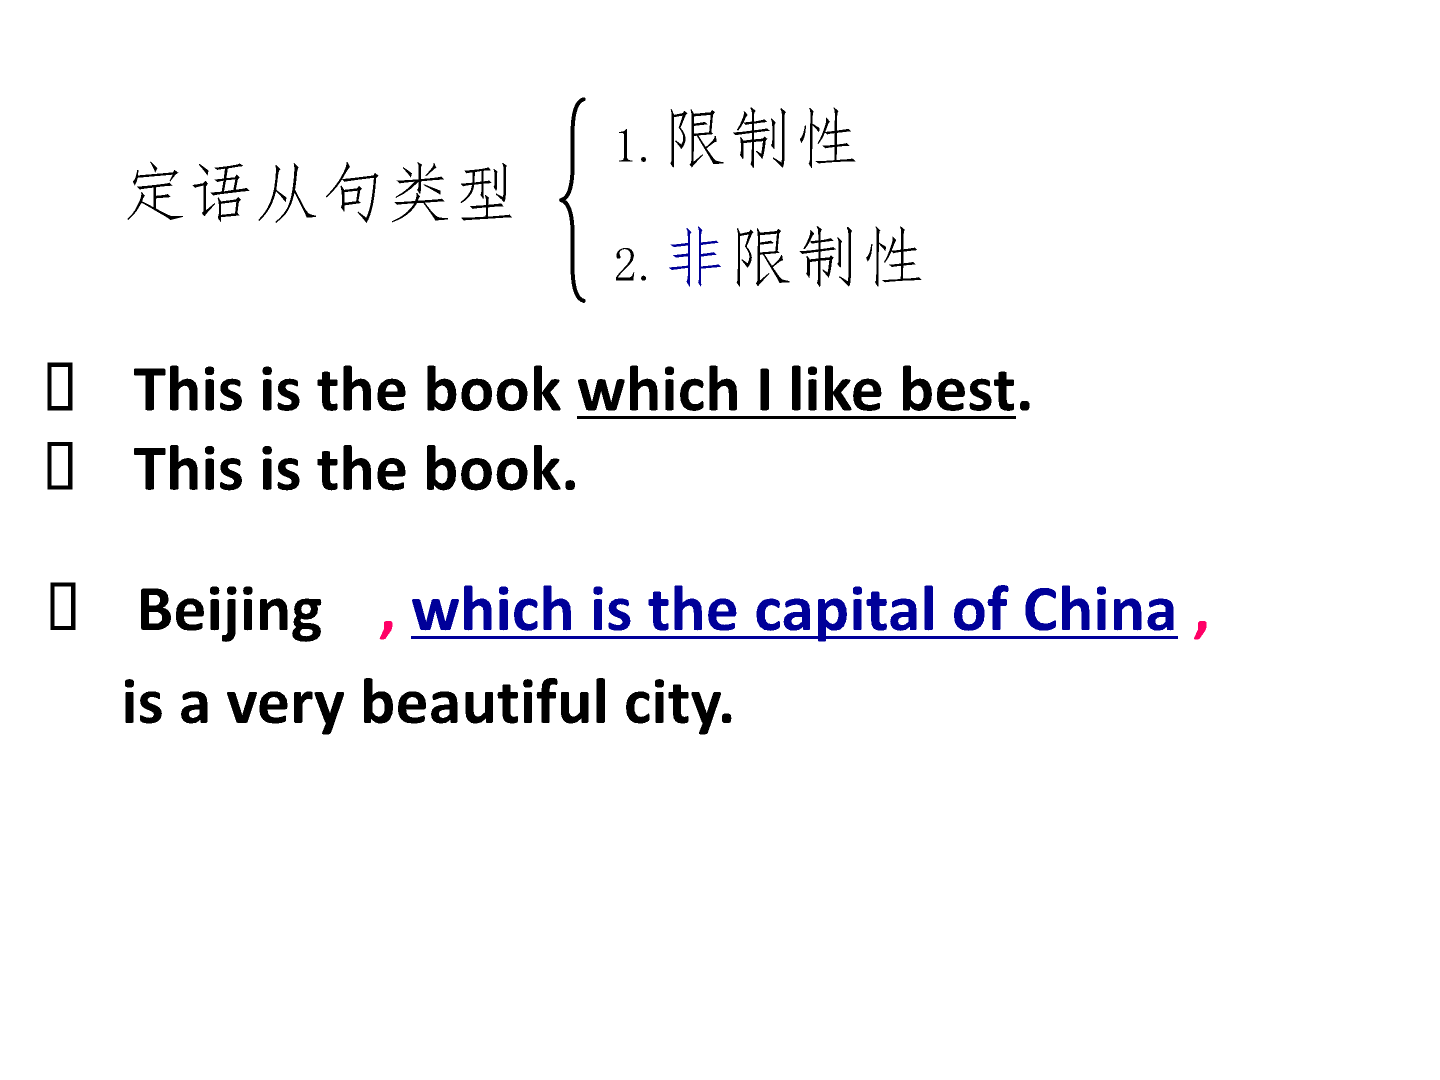 定语从句类型
1. 限制性
2. 非限制性
This is the book which I like best.
This is the book.
Beijing , which is the capital of China ,
is a very beautiful city.